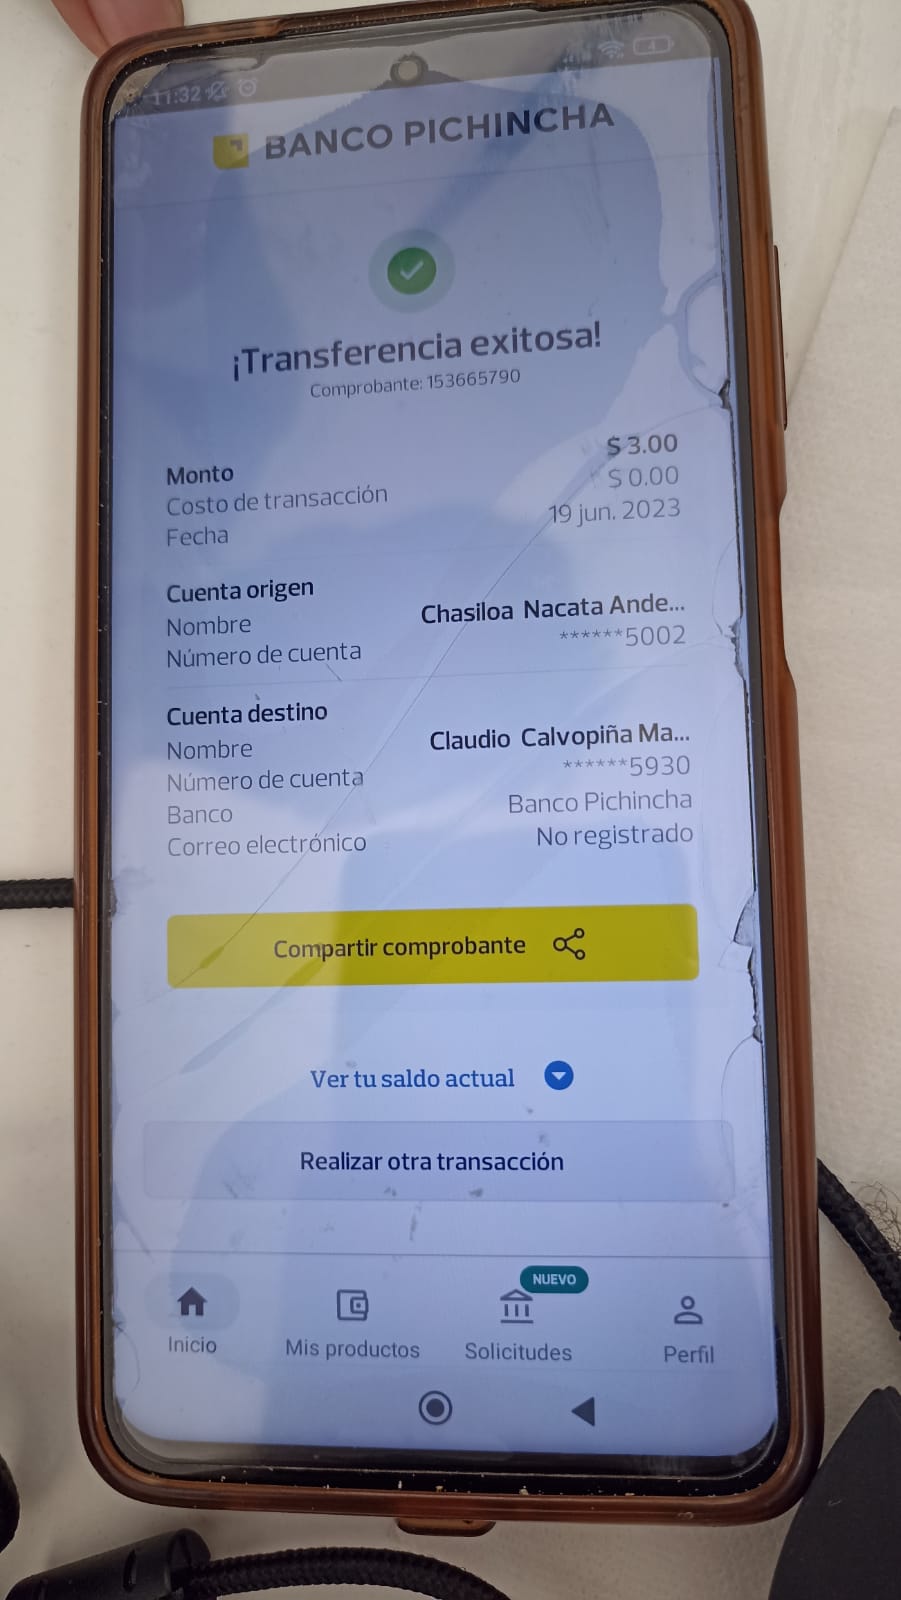 11:32
4
BANCO PICHINCHA
¡Transferencia exitosa!
Comprobante: 153665790
Monto $ 3.00
Costo de transacción $ 0.00
Fecha 19 jun. 2023
Cuenta origen
Nombre Chasiloa Nacata Ande...
Número de cuenta ******5002
Cuenta destino
Nombre Claudio Calvopiña Ma...
Número de cuenta ******5930
Banco Banco Pichincha
Correo electrónico No registrado
Compartir comprobante
Ver tu saldo actual
Realizar otra transacción
NUEVO
Inicio Mis productos Solicitudes Perfil